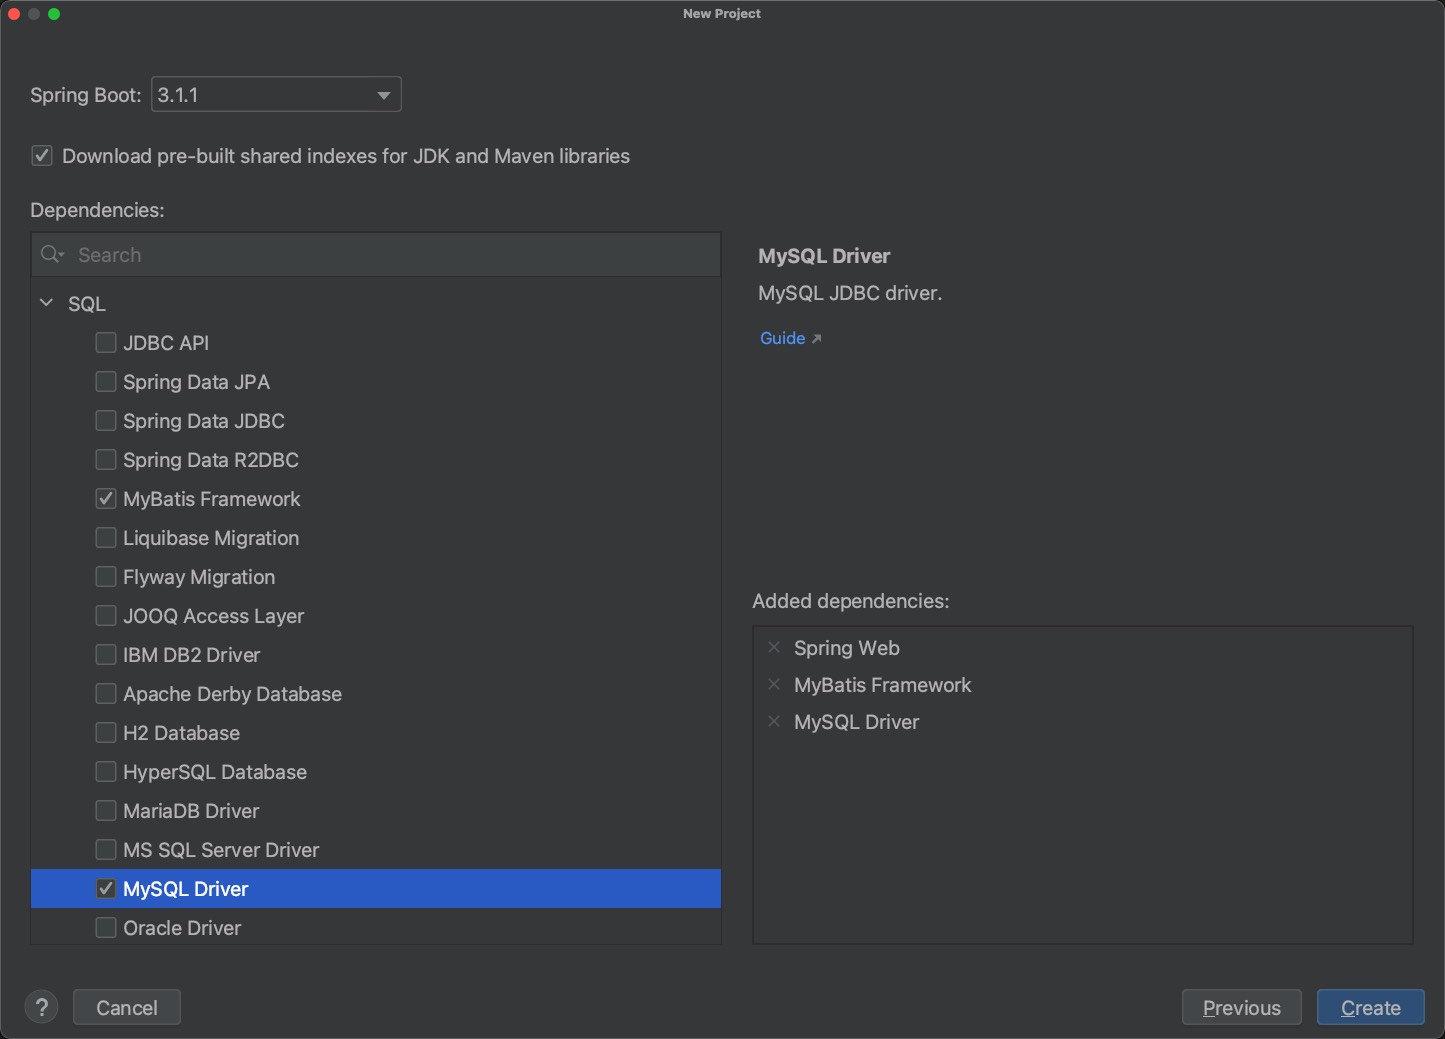 New Project
Spring Boot: 3.1.1
Download pre-built shared indexes for JDK and Maven libraries
Dependencies:
Search
SQL
JDBC API
Spring Data JPA
Spring Data JDBC
Spring Data R2DBC
MyBatis Framework
Liquibase Migration
Flyway Migration
JOOQ Access Layer
IBM DB2 Driver
Apache Derby Database
H2 Database
HyperSQL Database
MariaDB Driver
MS SQL Server Driver
MySQL Driver
Oracle Driver
MySQL Driver
MySQL JDBC driver.
Guide
Added dependencies:
Spring Web
MyBatis Framework
MySQL Driver
? Cancel Previous Create